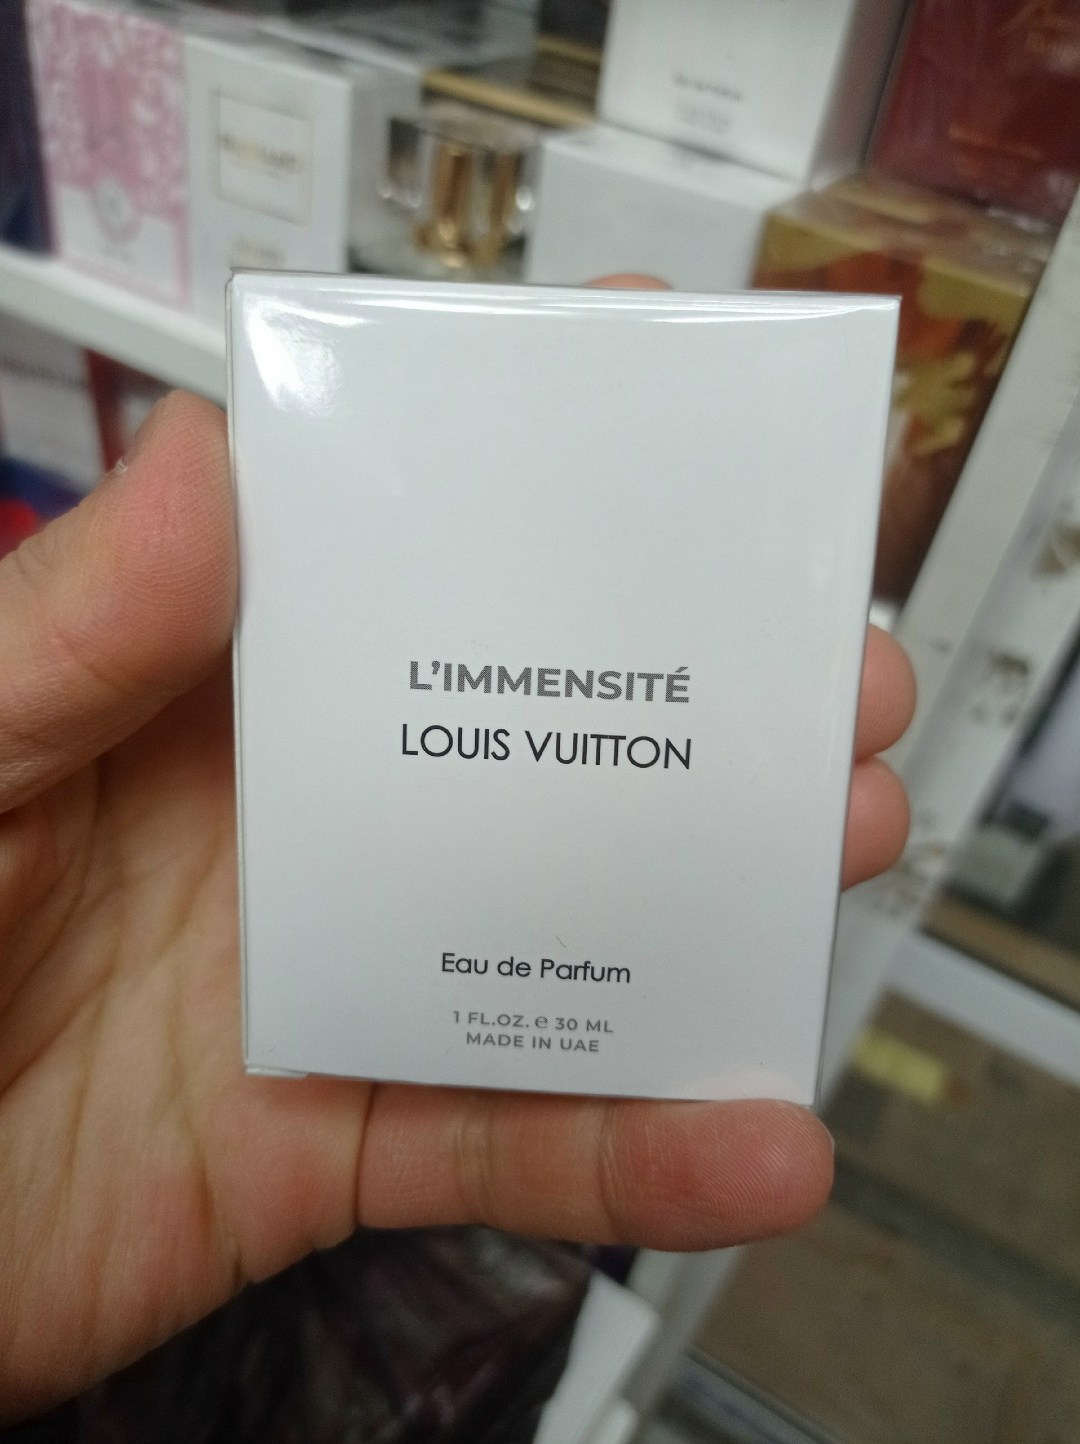 L'IMMENSITÉ
LOUIS VUITTON
Eau de Parfum
1 FL.OZ. ℮ 30 ML
MADE IN UAE